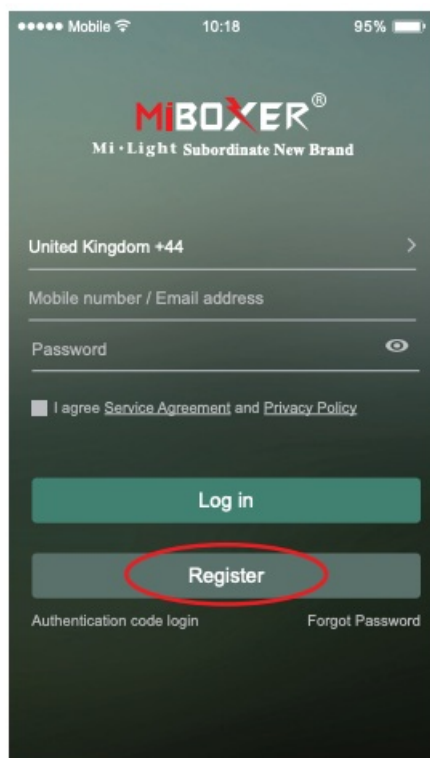 Mobile 10:18 95%
MiBOXER®
Mi·Light Subordinate New Brand
United Kingdom +44
Mobile number / Email address
Password
I agree Service Agreement and Privacy Policy
Log in
Register
Authentication code login Forgot Password